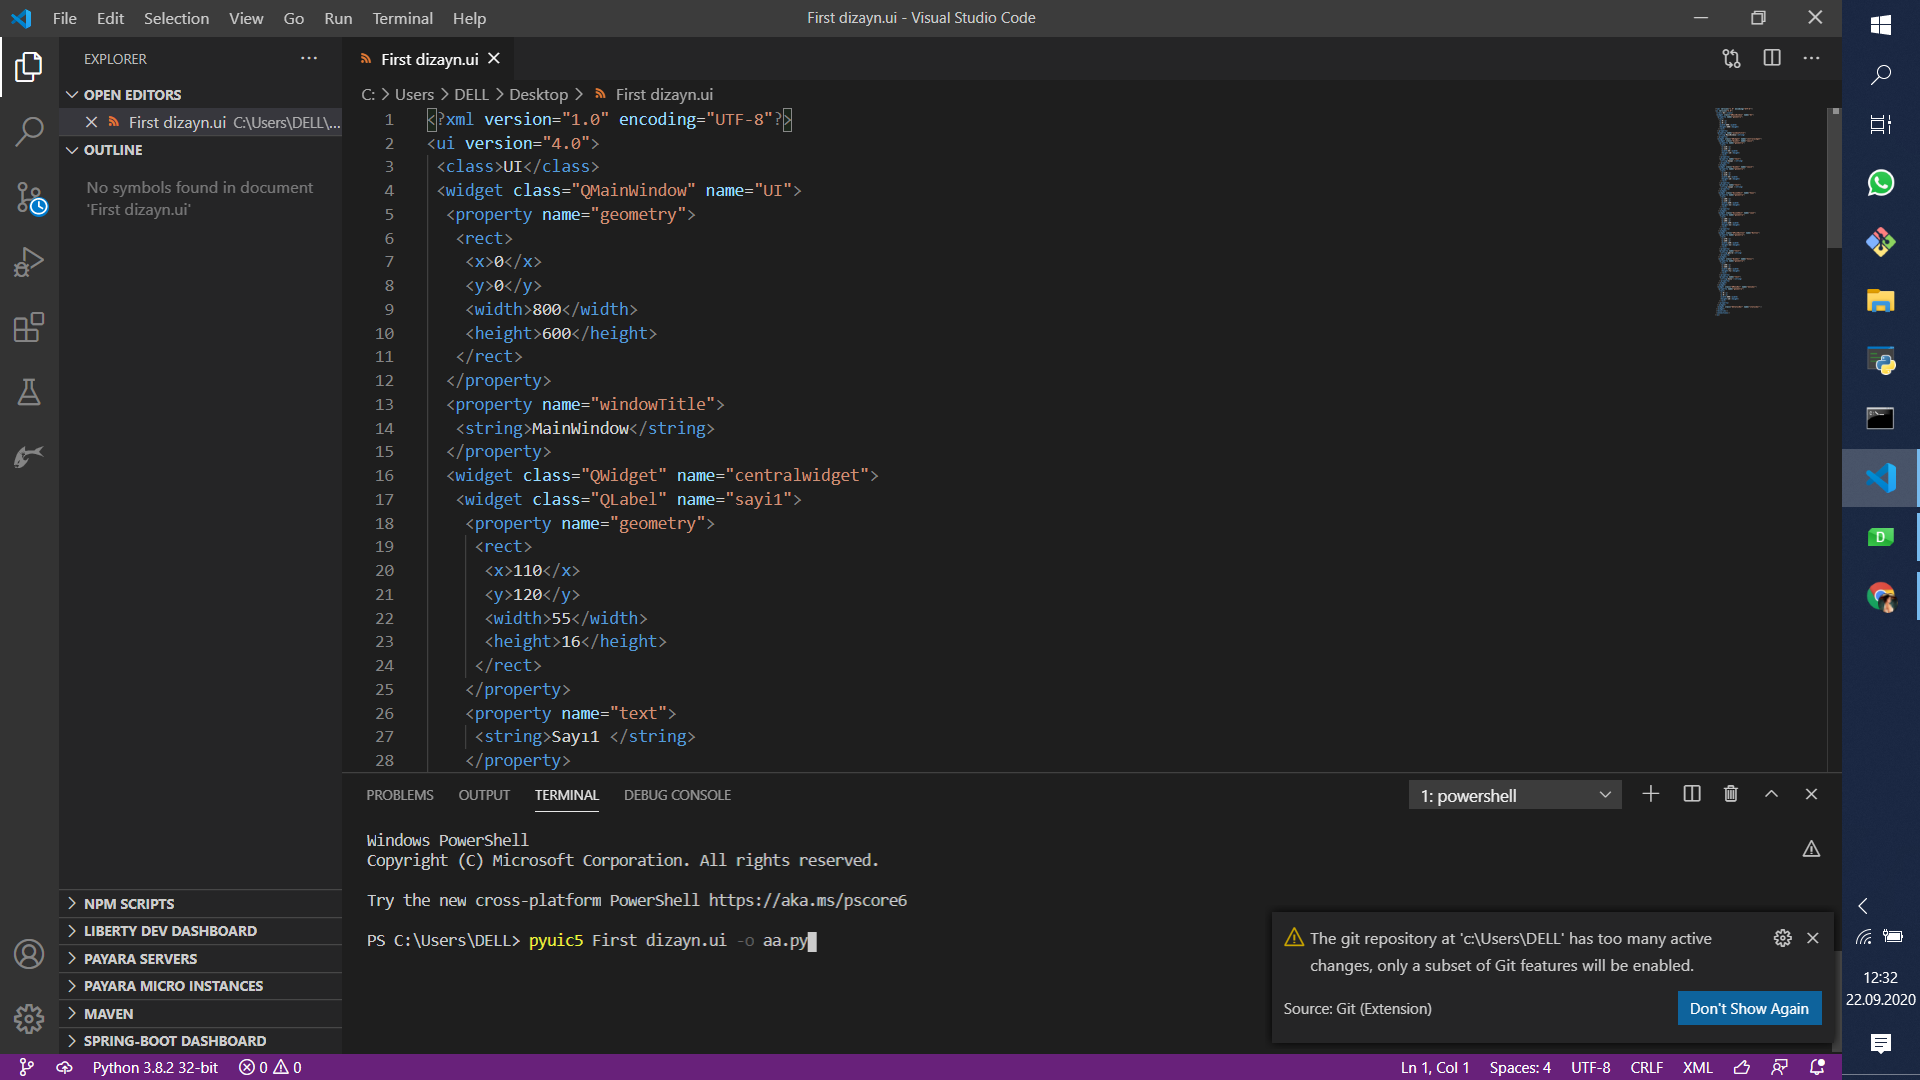 File Edit Selection View Go Run Terminal Help
First dizayn.ui - Visual Studio Code
EXPLORER
OPEN EDITORS
First dizayn.ui C:\Users\DELL\...
OUTLINE
No symbols found in document
'First dizayn.ui'
NPM SCRIPTS
LIBERTY DEV DASHBOARD
PAYARA SERVERS
PAYARA MICRO INSTANCES
MAVEN
SPRING-BOOT DASHBOARD
First dizayn.ui
C: > Users > DELL > Desktop > First dizayn.ui
1 <?xml version="1.0" encoding="UTF-8"?>
2 <ui version="4.0">
3 <class>UI</class>
4 <widget class="QMainWindow" name="UI">
5 <property name="geometry">
6 <rect>
7 <x>0</x>
8 <y>0</y>
9 <width>800</width>
10 <height>600</height>
11 </rect>
12 </property>
13 <property name="windowTitle">
14 <string>MainWindow</string>
15 </property>
16 <widget class="QWidget" name="centralwidget">
17 <widget class="QLabel" name="sayi1">
18 <property name="geometry">
19 <rect>
20 <x>110</x>
21 <y>120</y>
22 <width>55</width>
23 <height>16</height>
24 </rect>
25 </property>
26 <property name="text">
27 <string>Sayı1 </string>
28 </property>
PROBLEMS OUTPUT TERMINAL DEBUG CONSOLE
1: powershell
Windows PowerShell
Copyright (C) Microsoft Corporation. All rights reserved.
Try the new cross-platform PowerShell https://aka.ms/pscore6
PS C:\Users\DELL> pyuic5 First dizayn.ui -o aa.py
The git repository at 'c:\Users\DELL' has too many active
changes, only a subset of Git features will be enabled.
Source: Git (Extension)
Don't Show Again
Python 3.8.2 32-bit 0 0
Ln 1, Col 1 Spaces: 4 UTF-8 CRLF XML
D
12:32
22.09.2020